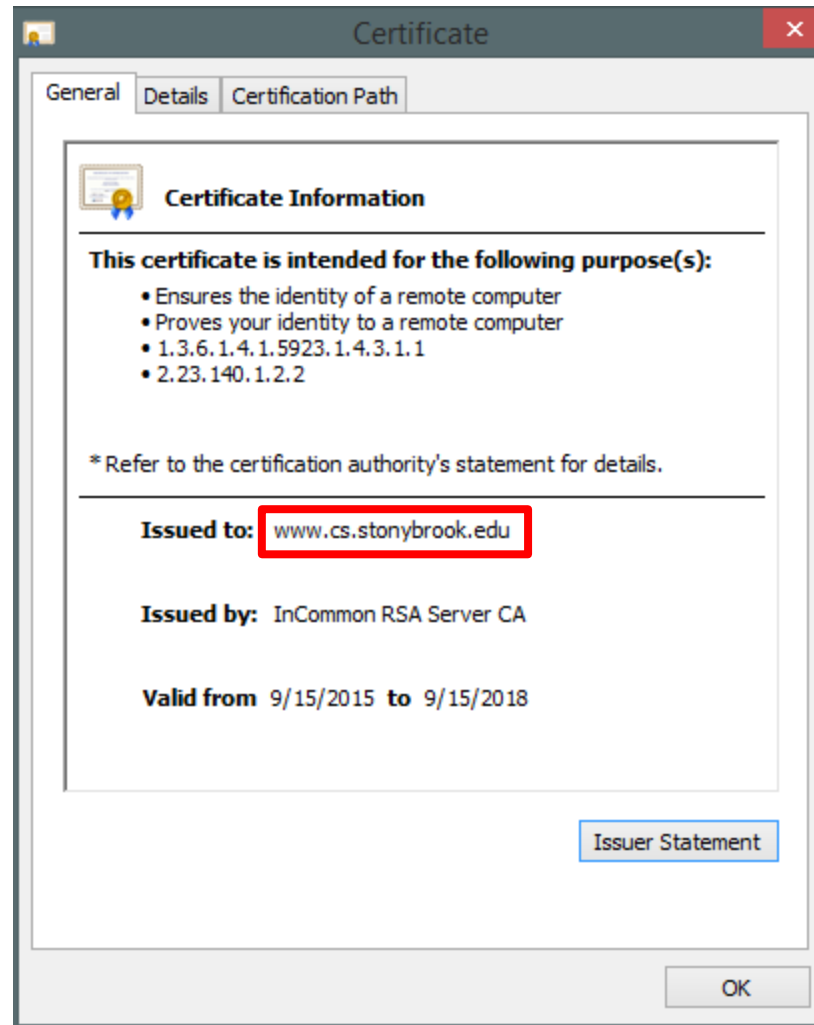 Certificate
×
General Details Certification Path
Certificate Information
This certificate is intended for the following purpose(s):
• Ensures the identity of a remote computer
• Proves your identity to a remote computer
• 1.3.6.1.4.1.5923.1.4.3.1.1
• 2.23.140.1.2.2
* Refer to the certification authority's statement for details.
Issued to: www.cs.stonybrook.edu
Issued by: InCommon RSA Server CA
Valid from 9/15/2015 to 9/15/2018
Issuer Statement
OK